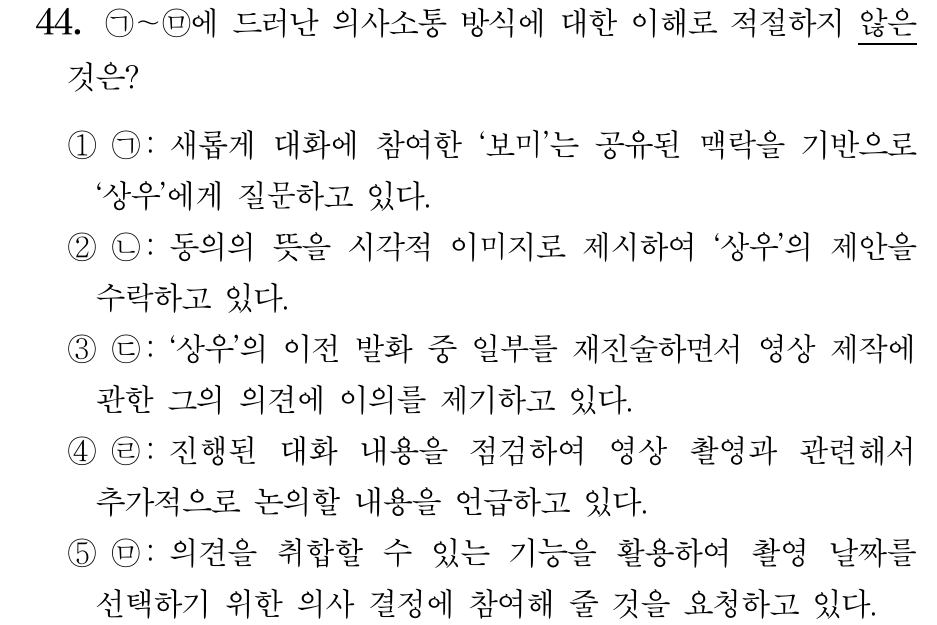 44. ㉠~㉤에 드러난 의사소통 방식에 대한 이해로 적절하지 않은
것은?
① ㉠: 새롭게 대화에 참여한 ‘보미’는 공유된 맥락을 기반으로
‘상우’에게 질문하고 있다.
② ㉡: 동의의 뜻을 시각적 이미지로 제시하여 ‘상우’의 제안을
수락하고 있다.
③ ㉢: ‘상우’의 이전 발화 중 일부를 재진술하면서 영상 제작에
관한 그의 의견에 이의를 제기하고 있다.
④ ㉣: 진행된 대화 내용을 점검하여 영상 촬영과 관련해서
추가적으로 논의할 내용을 언급하고 있다.
⑤ ㉤: 의견을 취합할 수 있는 기능을 활용하여 촬영 날짜를
선택하기 위한 의사 결정에 참여해 줄 것을 요청하고 있다.